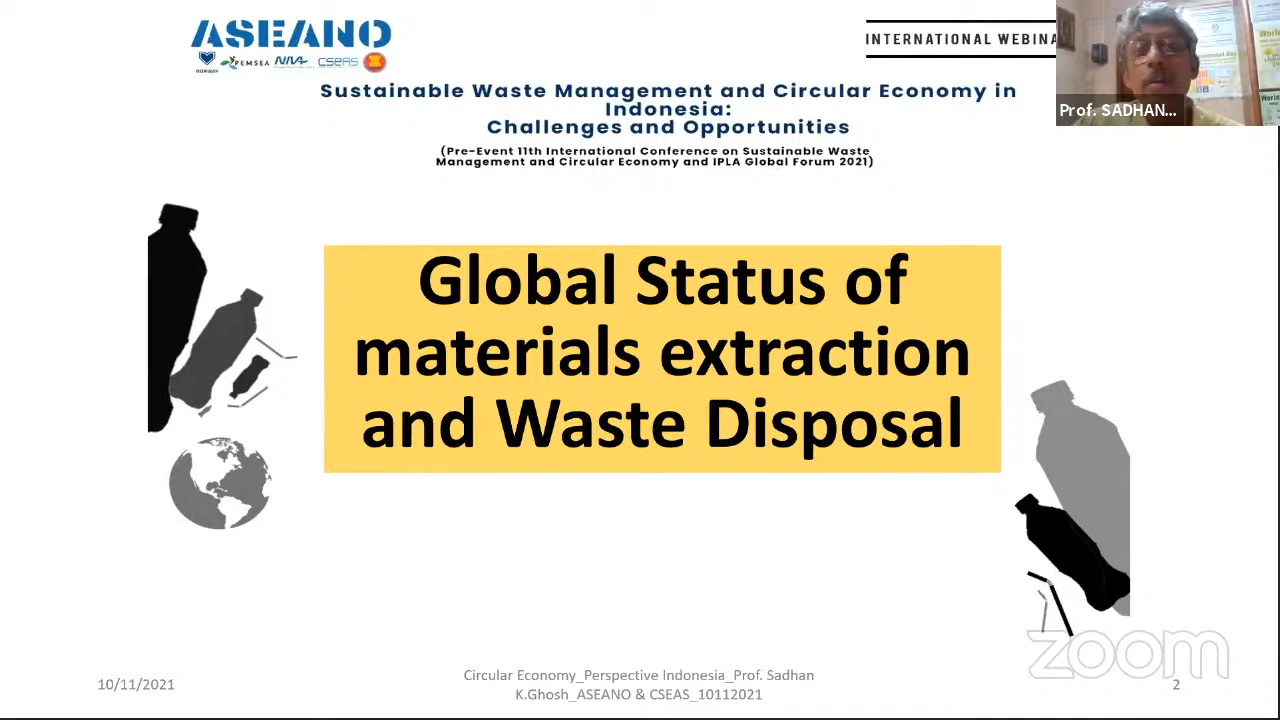 ASEANO
INTERNATIONAL WEBINA
NORWAY
PEMSEA
NIVA
CSEAS
Sustainable Waste Management and Circular Economy in
Indonesia:
Challenges and Opportunities
(Pre-Event 11th International Conference on Sustainable Waste
Management and Circular Economy and IPLA Global Forum 2021)
Prof. SADHAN...
Global Status of
materials extraction
and Waste Disposal
zoom
10/11/2021
Circular Economy_Perspective Indonesia_Prof. Sadhan
K.Ghosh_ASEANO & CSEAS_10112021
2